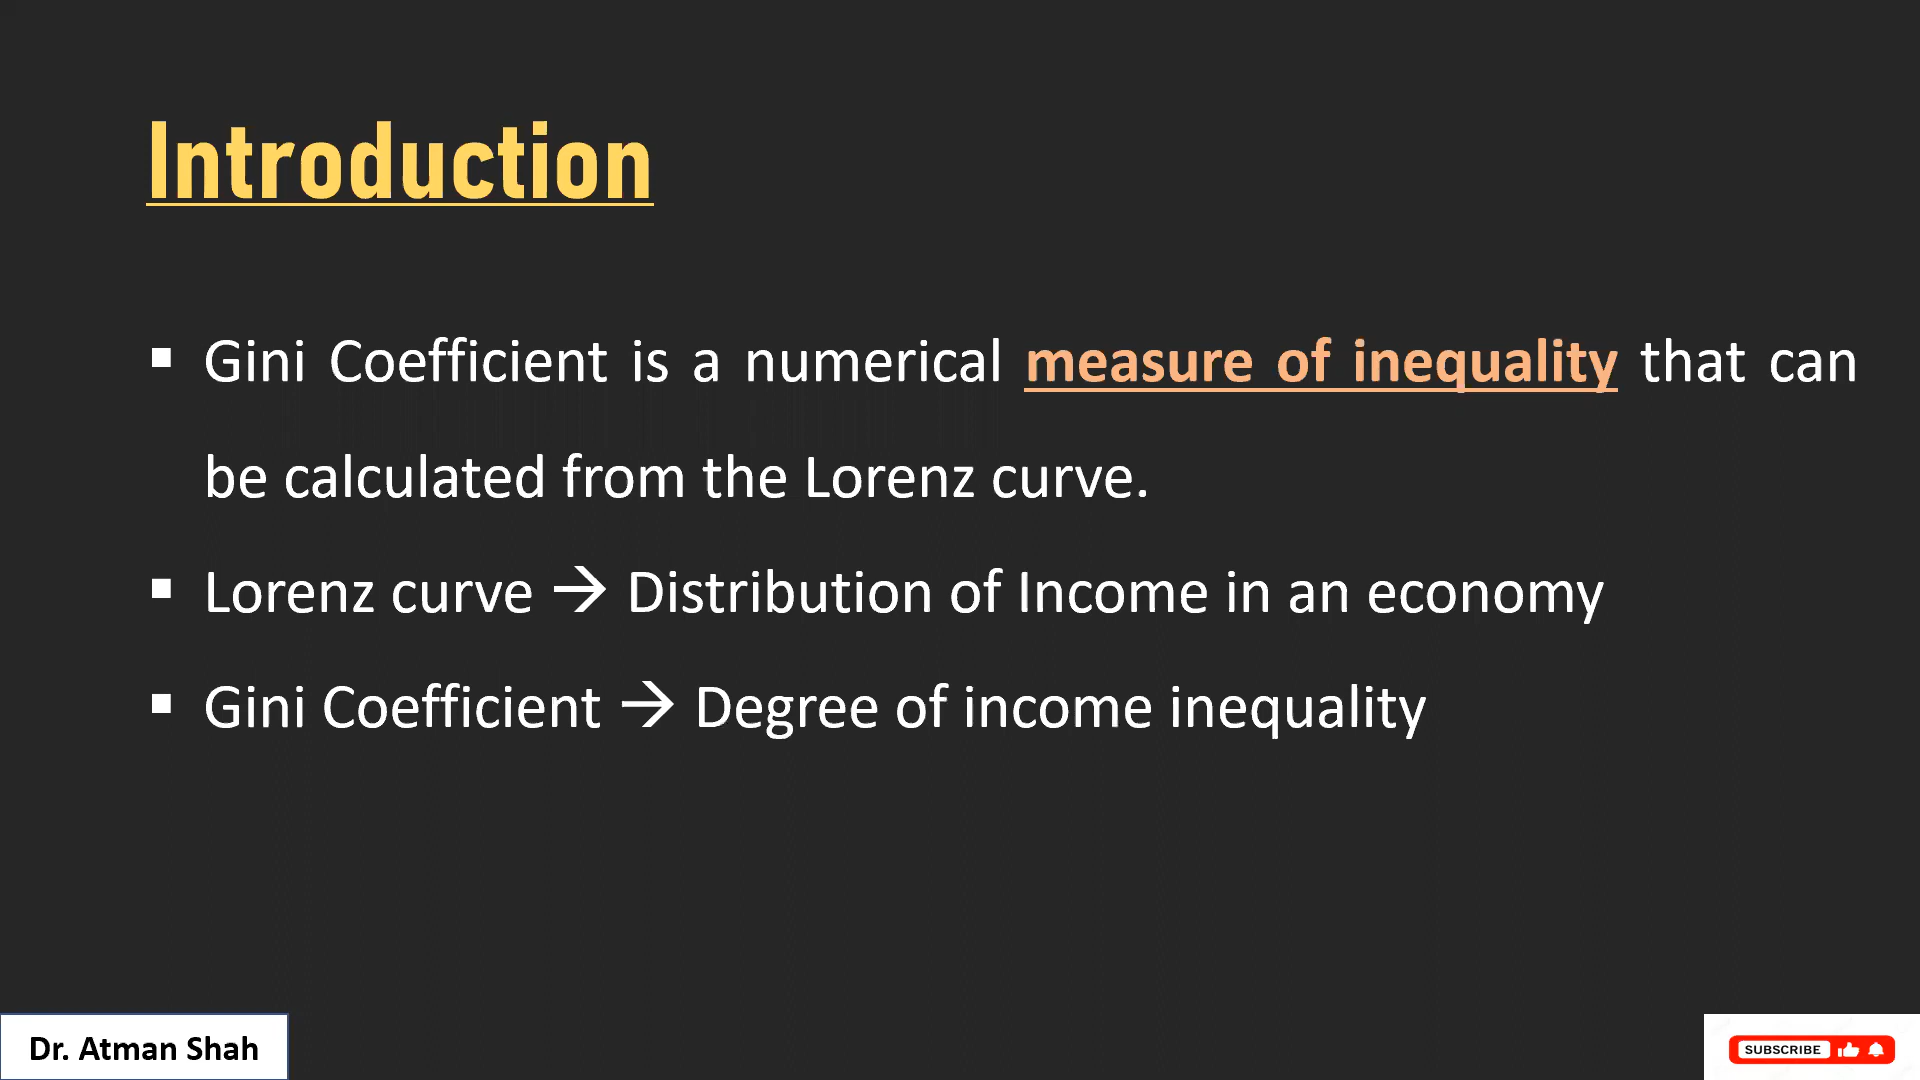 Introduction
▪ Gini Coefficient is a numerical measure of inequality that can
be calculated from the Lorenz curve.
▪ Lorenz curve → Distribution of Income in an economy
▪ Gini Coefficient → Degree of income inequality
Dr. Atman Shah
SUBSCRIBE